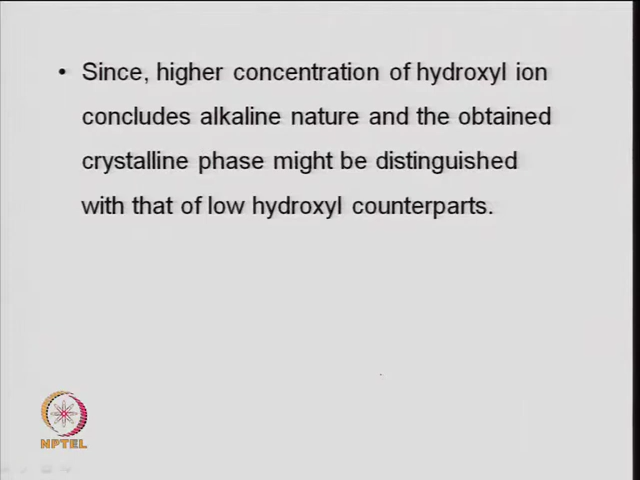 • Since, higher concentration of hydroxyl ion
concludes alkaline nature and the obtained
crystalline phase might be distinguished
with that of low hydroxyl counterparts.
NPTEL